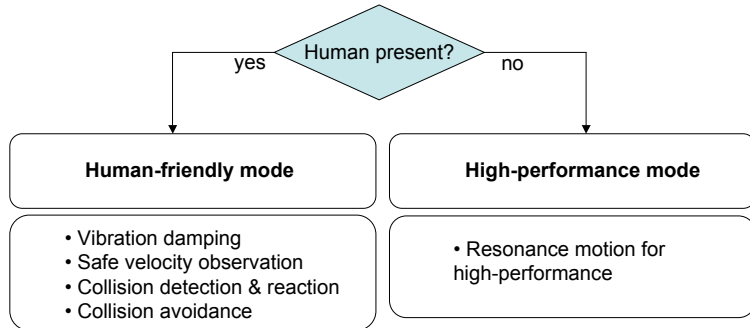 Human present?
yes
no
Human-friendly mode
High-performance mode
• Vibration damping
• Safe velocity observation
• Collision detection & reaction
• Collision avoidance
• Resonance motion for
high-performance